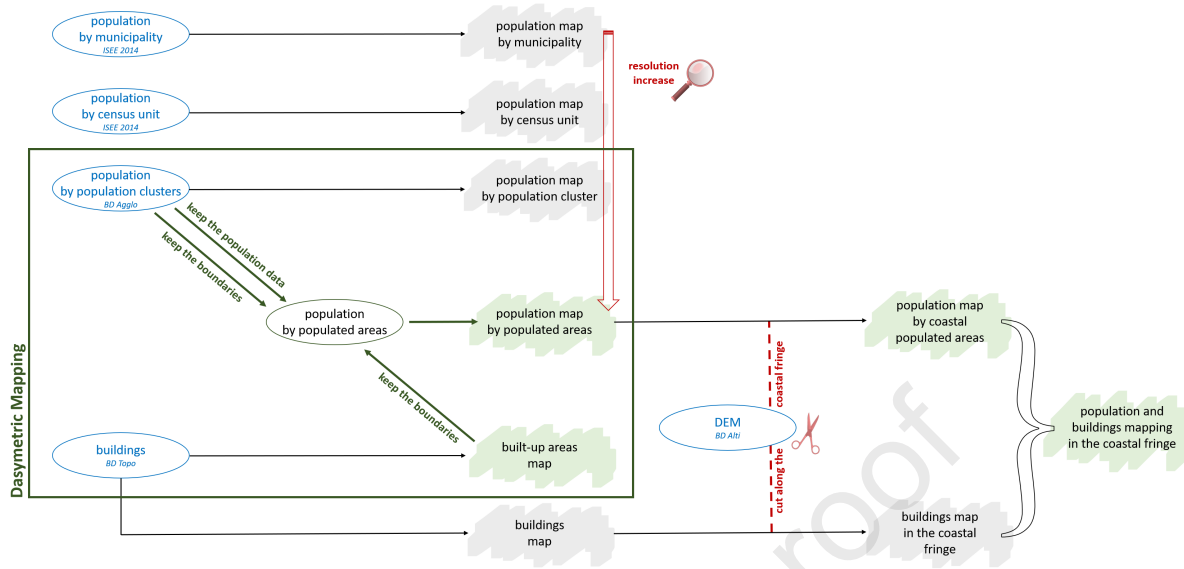 population
by municipality
ISEE 2014
population map
by municipality
resolution
increase
population
by census unit
ISEE 2014
population map
by census unit
population
by population clusters
BD Agglo
population map
by population cluster
keep the population data
keep the boundaries
population
by populated areas
population map
by populated areas
population map
by coastal
populated areas
Dasymetric Mapping
keep the boundaries
coastal fringe
DEM
BD Alti
cut along the
population and
buildings mapping
in the coastal fringe
buildings
BD Topo
built-up areas
map
buildings
map
buildings map
in the coastal
fringe
roof